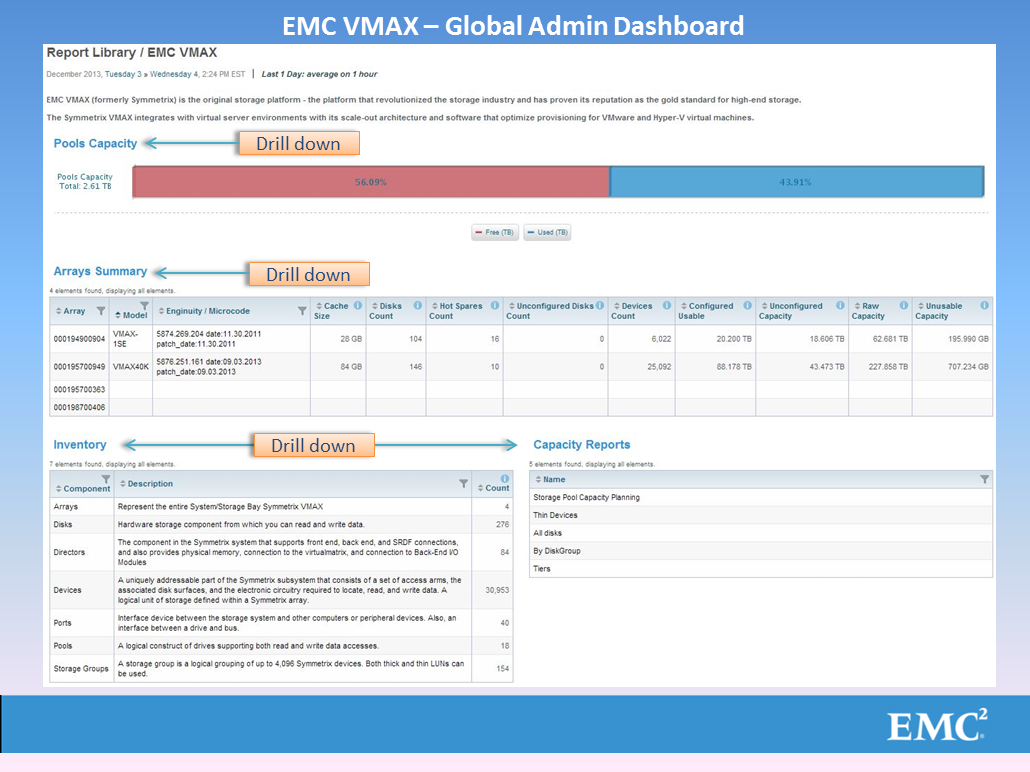 EMC VMAX – Global Admin Dashboard
Report Library / EMC VMAX
December 2013, Tuesday 3 » Wednesday 4, 2:24 PM EST | Last 1 Day: average on 1 hour
EMC VMAX (formerly Symmetrix) is the original storage platform - the platform that revolutionized the storage industry and has proven its reputation as the gold standard for high-end storage.
The Symmetrix VMAX integrates with virtual server environments with its scale-out architecture and software that optimize provisioning for VMware and Hyper-V virtual machines.
Pools Capacity
Drill down
Pools Capacity
Total: 2.61 TB
56.09%
43.91%
Free (TB)
Used (TB)
Arrays Summary
Drill down
4 elements found, displaying all elements.
Array
Model
Enginuity / Microcode
Cache
Size
Disks
Count
Hot Spares
Count
Unconfigured Disks
Count
Devices
Count
Configured
Usable
Unconfigured
Capacity
Raw
Capacity
Unusable
Capacity
000194900904
VMAX-
1SE
5874.269.204 date:11.30.2011
patch_date:11.30.2011
28 GB
104
16
0
6,022
20.200 TB
18.606 TB
62.681 TB
195.990 GB
000195700949
VMAX40K
5876.251.161 date:09.03.2013
patch_date:09.03.2013
84 GB
146
10
0
25,092
88.178 TB
43.473 TB
227.858 TB
707.234 GB
000195700363
000198700406
Inventory
Drill down
7 elements found, displaying all elements.
Component
Description
Count
Arrays
Represent the entire System/Storage Bay Symmetrix VMAX
4
Disks
Hardware storage component from which you can read and write data.
276
Directors
The component in the Symmetrix system that supports front end, back end, and SRDF connections,
and also provides physical memory, connection to the virtualmatrix, and connection to Back-End I/O
Modules
84
Devices
A uniquely addressable part of the Symmetrix subsystem that consists of a set of access arms, the
associated disk surfaces, and the electronic circuitry required to locate, read, and write data. A
logical unit of storage defined within a Symmetrix array.
30,953
Ports
Interface device between the storage system and other computers or peripheral devices. Also, an
interface between a drive and bus.
40
Pools
A logical construct of drives supporting both read and write data accesses.
18
Storage Groups
A storage group is a logical grouping of up to 4,096 Symmetrix devices. Both thick and thin LUNs can
be used.
154
Capacity Reports
5 elements found, displaying all elements.
Name
Storage Pool Capacity Planning
Thin Devices
All disks
By DiskGroup
Tiers
EMC²